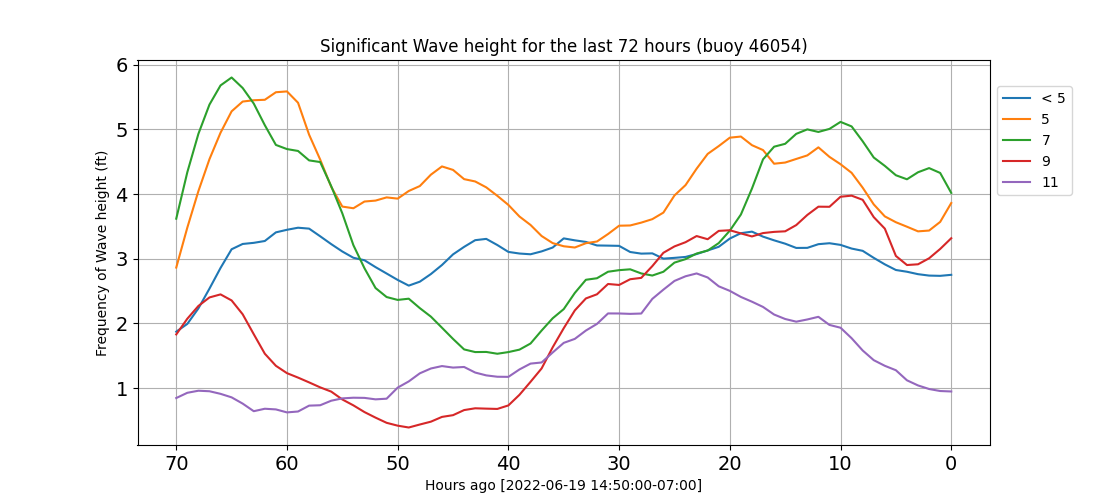 Significant Wave height for the last 72 hours (buoy 46054)
Frequency of Wave height (ft)
6
5
4
3
2
1
70 60 50 40 30 20 10 0
Hours ago [2022-06-19 14:50:00-07:00]
< 5
5
7
9
11